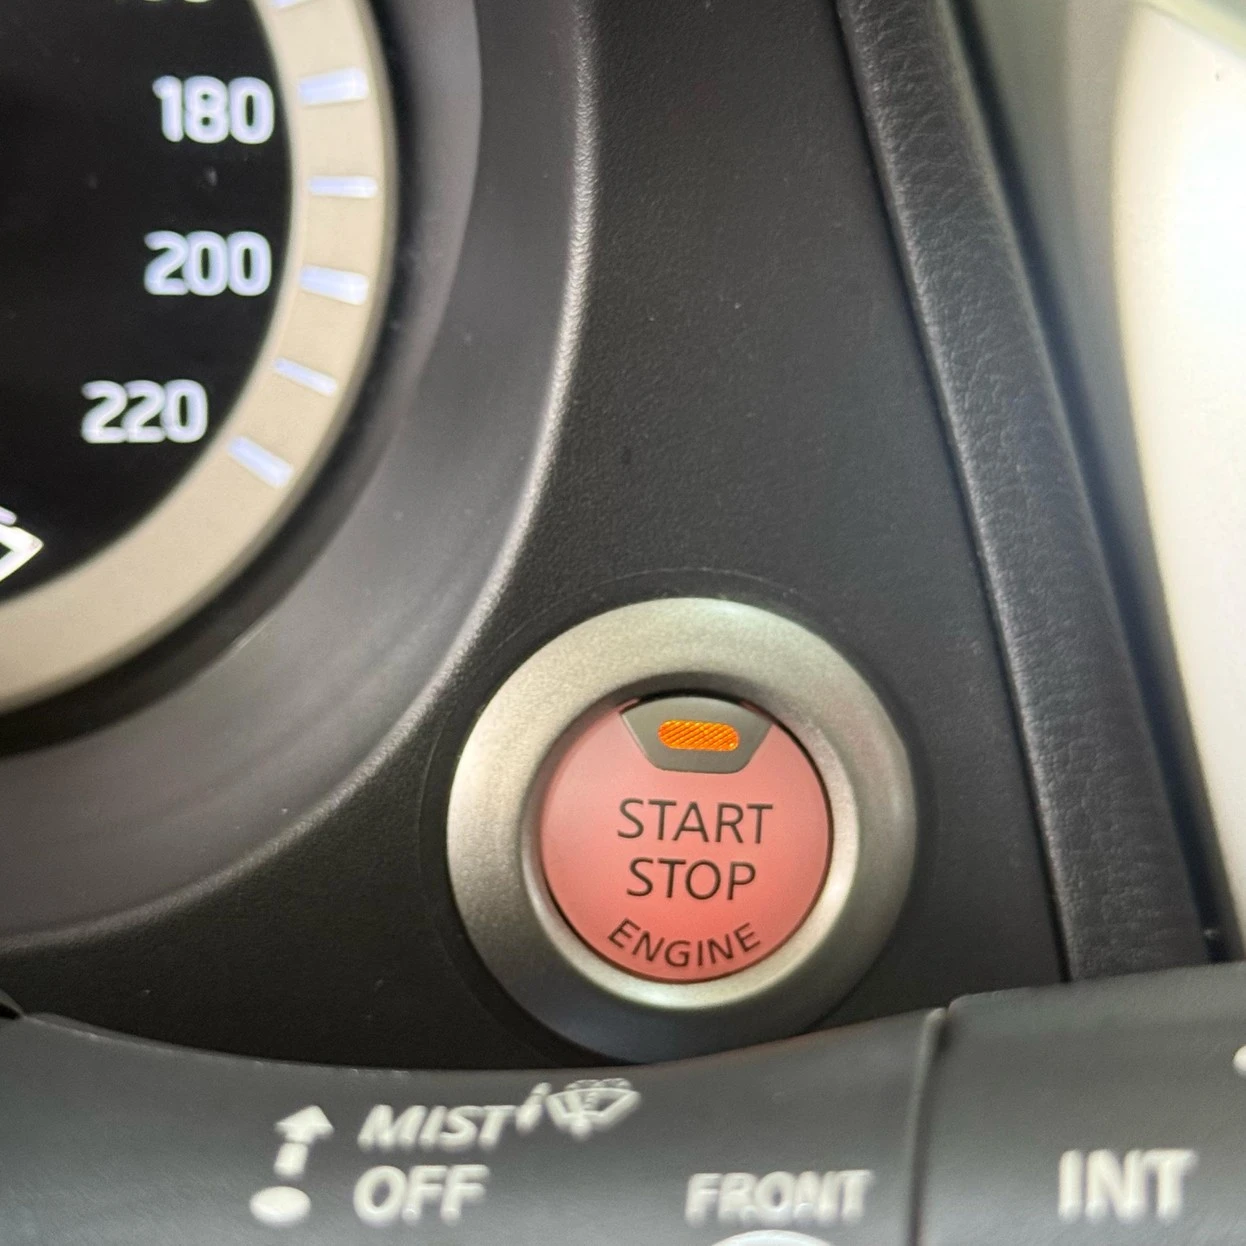 180
200
220
START
STOP
ENGINE
MIST
OFF
FRONT
INT